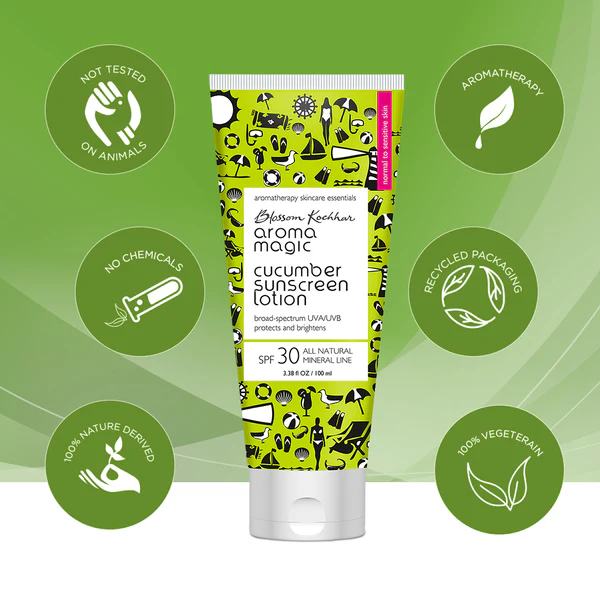 NOT TESTED
ON ANIMALS
AROMATHERAPY
normal to sensitive skin
aromatherapy skincare essentials
Blossom Kochhar
aroma
magic
cucumber
sunscreen
lotion
broad-spectrum UVA/UVB
protects and brightens
SPF 30 ALL NATURAL
MINERAL LINE
3.38 fl OZ / 100 ml
NO CHEMICALS
RECYCLED PACKAGING
100% NATURE DERIVED
100% VEGETERAIN